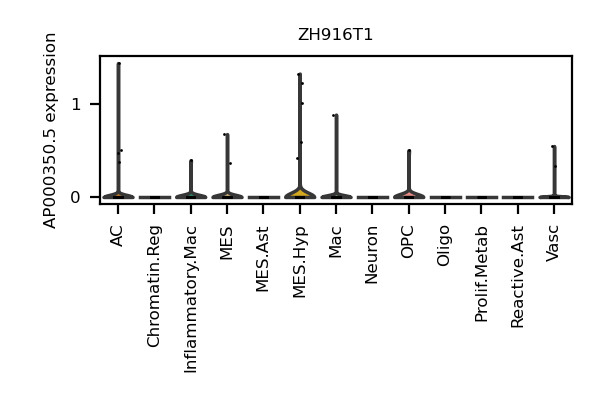 ZH916T1
AP000350.5 expression
1
0
AC
Chromatin.Reg
Inflammatory.Mac
MES
MES.Ast
MES.Hyp
Mac
Neuron
OPC
Oligo
Prolif.Metab
Reactive.Ast
Vasc